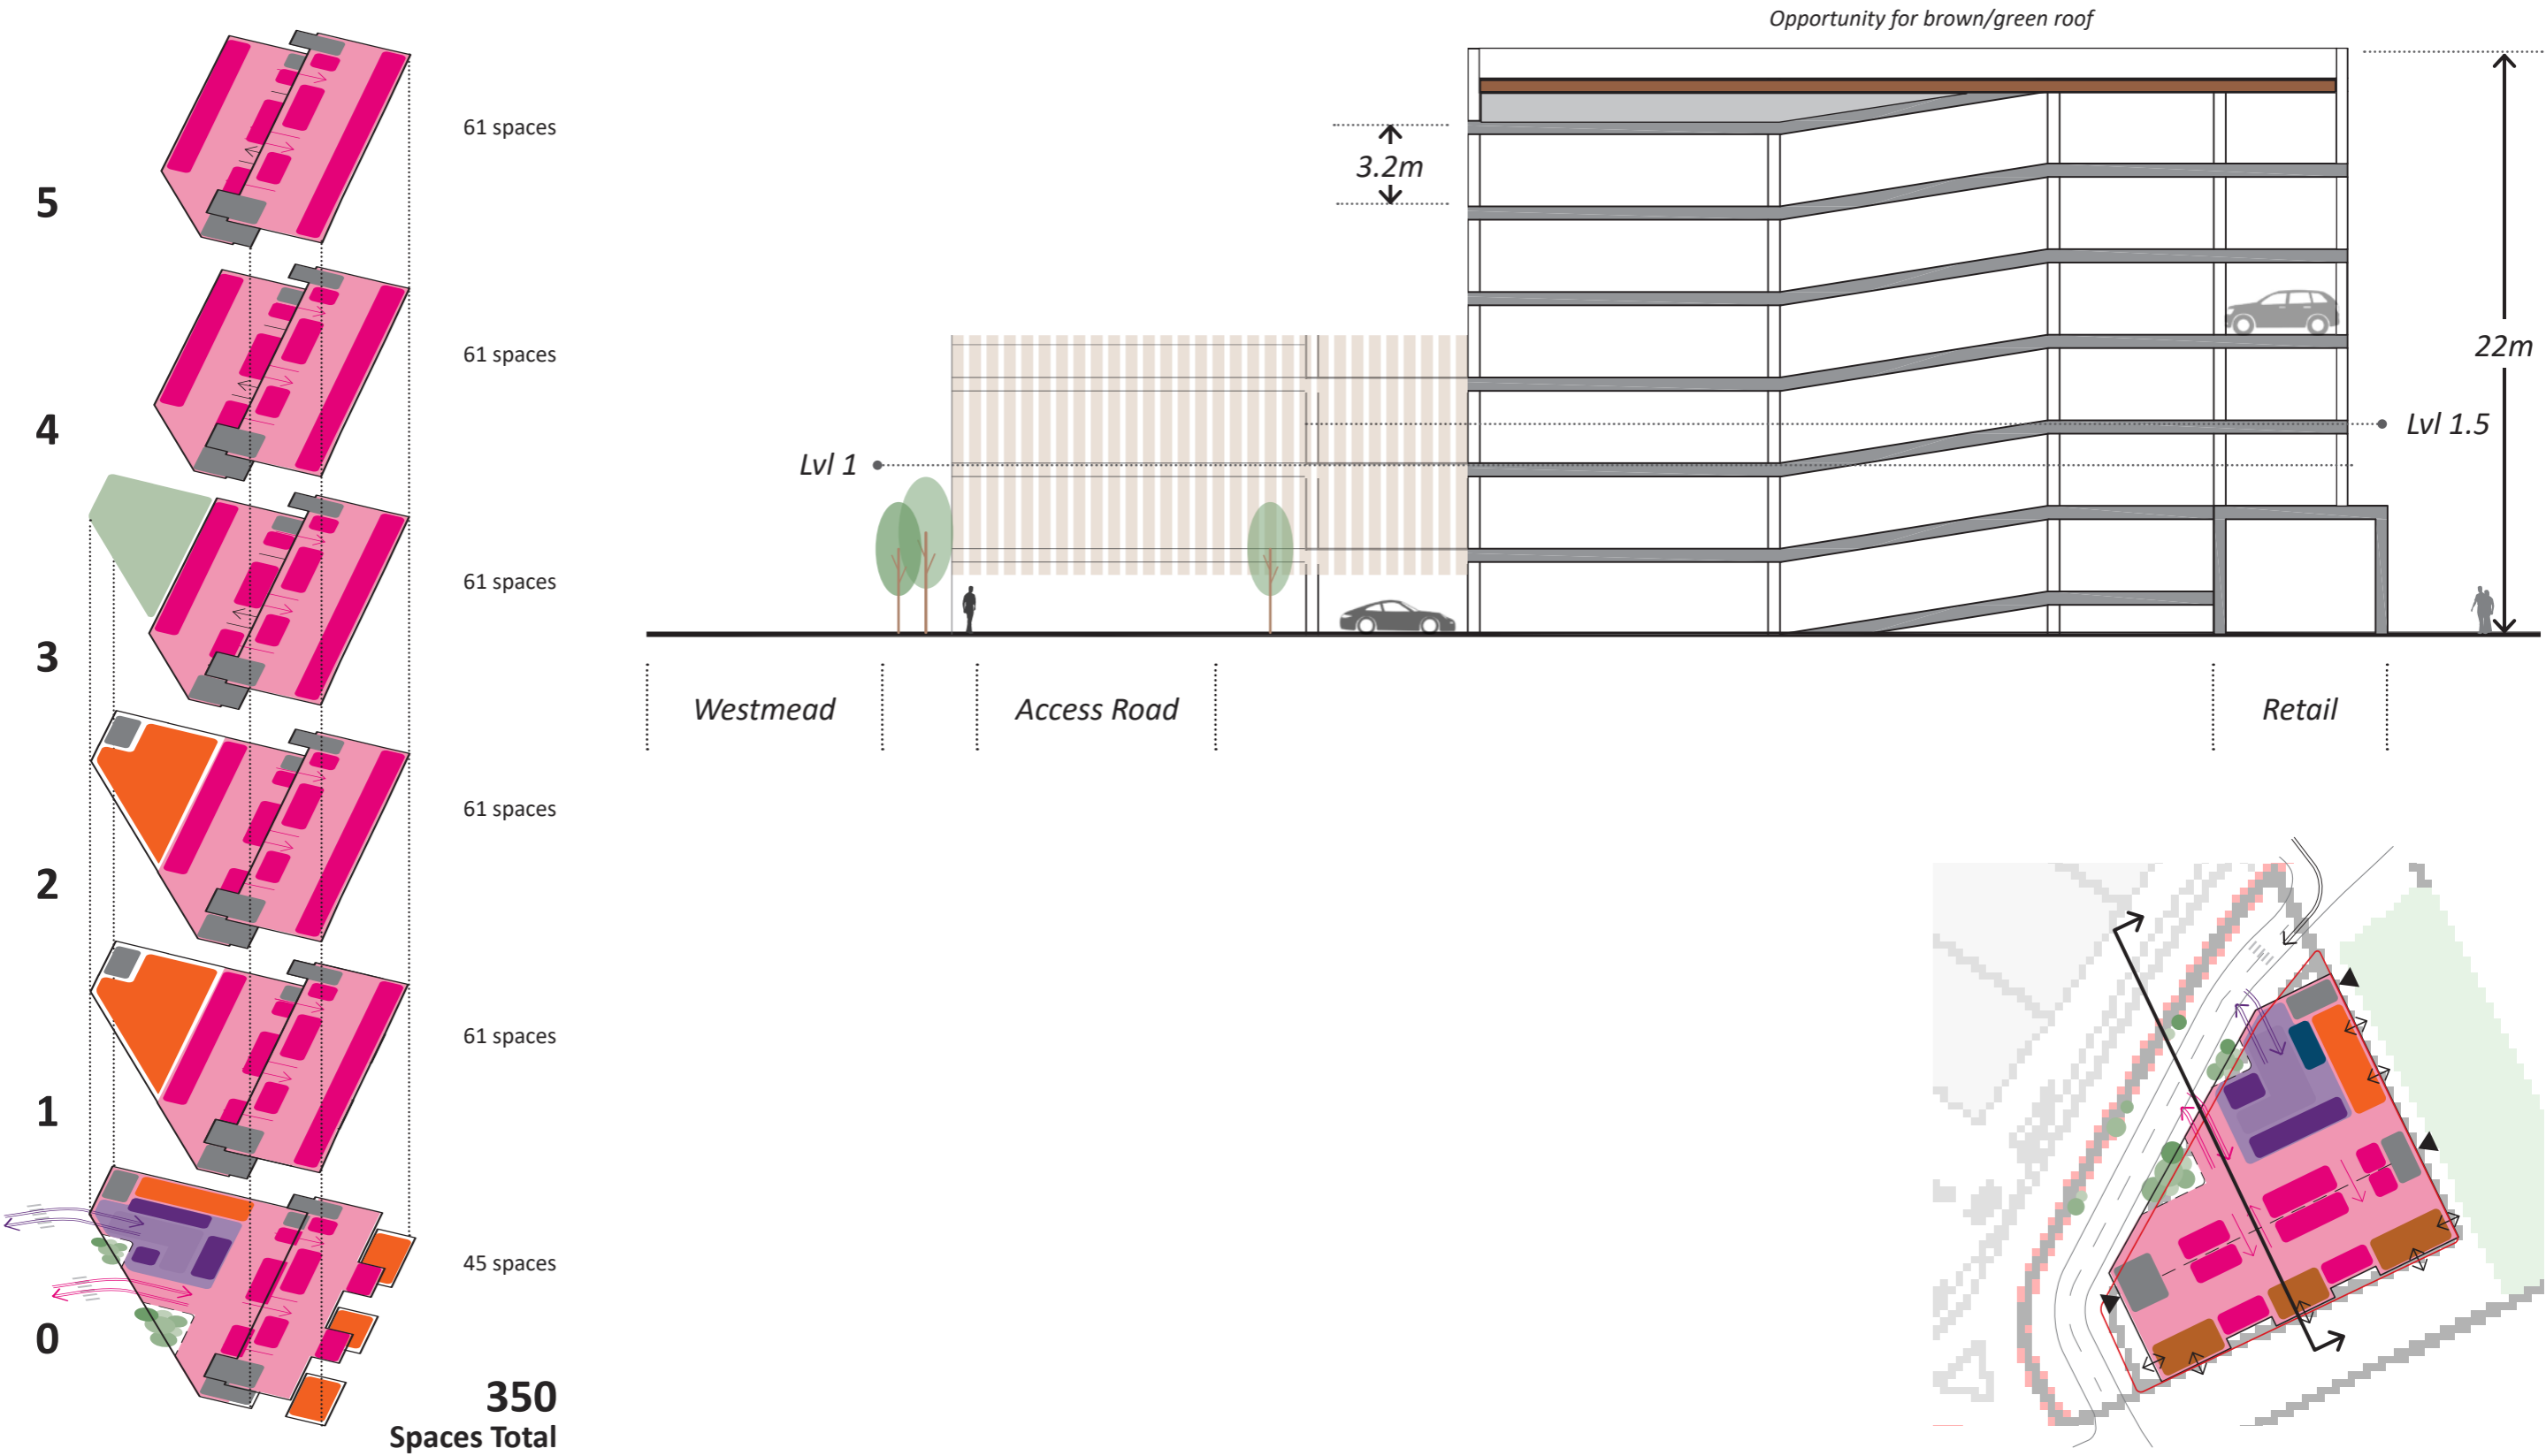 Opportunity for brown/green roof
61 spaces
5
3.2m
22m
61 spaces
4
Lvl 1.5
Lvl 1
61 spaces
3
Westmead
Access Road
Retail
61 spaces
2
61 spaces
1
45 spaces
0
350
Spaces Total